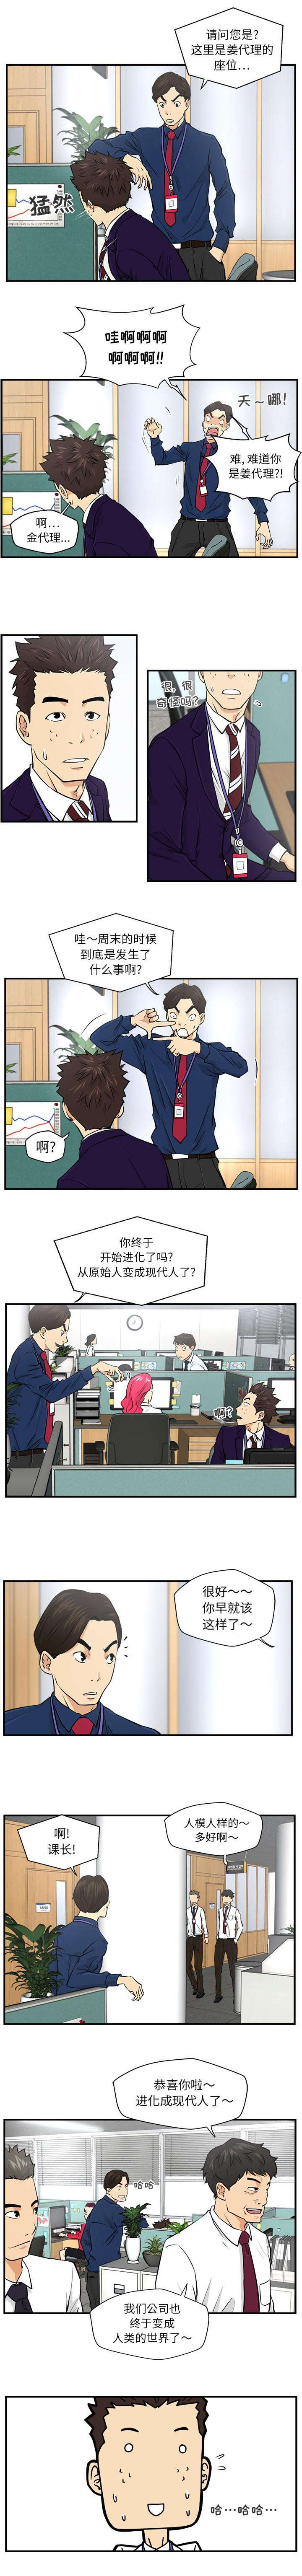 请问您是?
这里是姜代理的
座位...
猛然
哇啊啊啊
啊啊啊!!
天~哪!
难,难道你
是姜代理?!
啊...
金代理...
很,很
奇怪吗?
哇~周末的时候
到底是发生了
什么事啊?
啊?
你终于
开始进化了吗?
从原始人变成现代人了?
啊?
很好~~
你早就该
这样了~
啊!
课长!
人模人样的~
多好啊~
恭喜你啦~
进化成现代人了~
哈哈
我们公司也
终于变成
人类的世界了~
哈…哈哈…